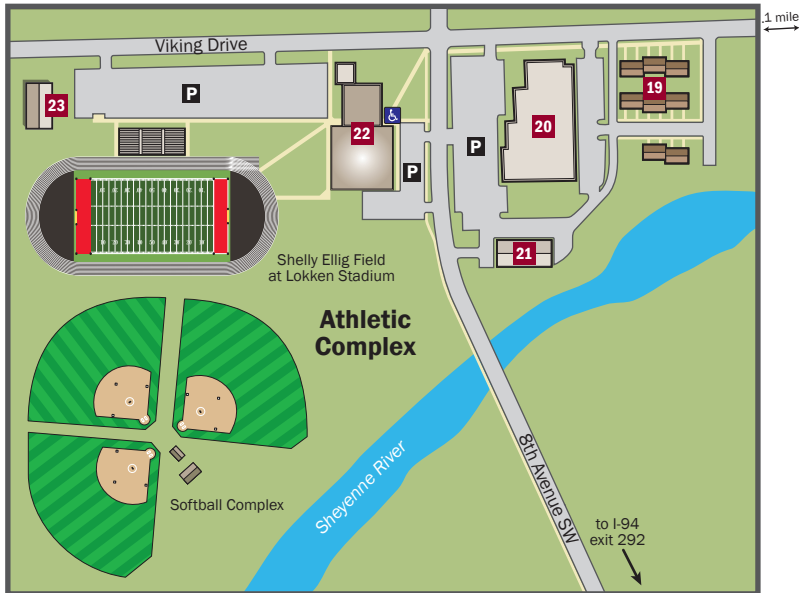 .1 mile
Viking Drive
P
23
19
22
20
P
P
21
Shelly Ellig Field
at Lokken Stadium
Athletic
Complex
Sheyenne River
8th Avenue SW
Softball Complex
to I-94
exit 292